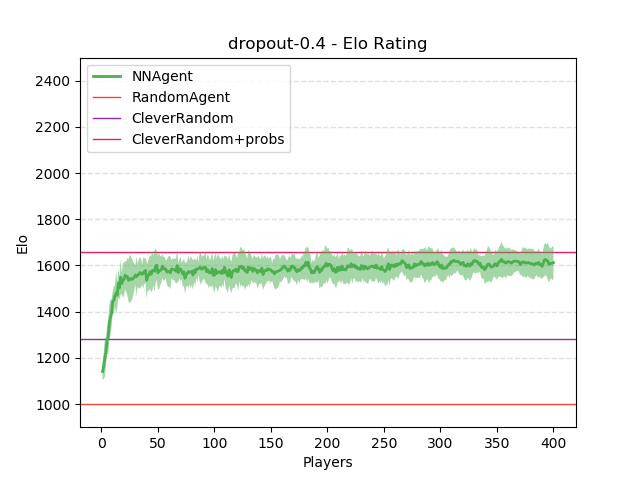 dropout-0.4 - Elo Rating
NNAgent
RandomAgent
CleverRandom
CleverRandom+probs
Elo
2400
2200
2000
1800
1600
1400
1200
1000
0 50 100 150 200 250 300 350 400
Players